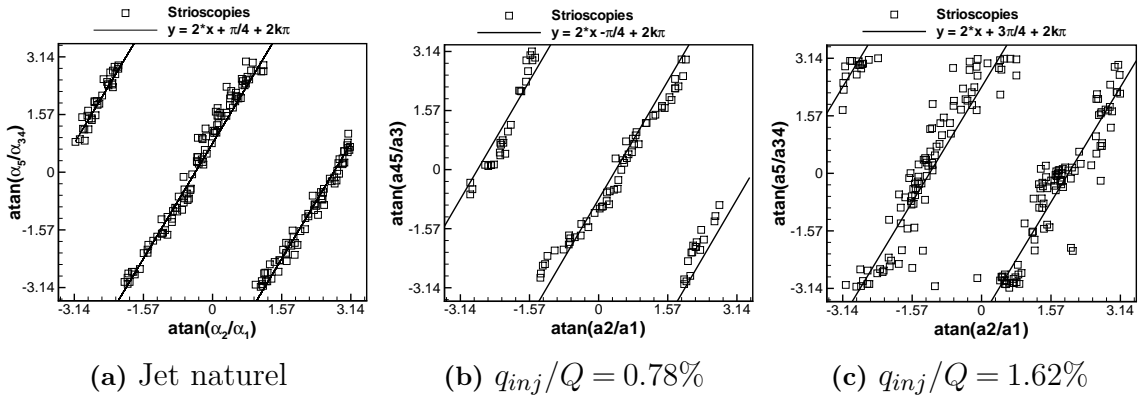 Strioscopies
y = 2*x + π/4 + 2kπ
3.14
1.57
0
-1.57
-3.14
atan(α5/α34)
-3.14 -1.57 0 1.57 3.14
atan(α2/α1)
(a) Jet naturel
Strioscopies
y = 2*x -π/4 + 2kπ
3.14
1.57
0
-1.57
-3.14
atan(a45/a3)
-3.14 -1.57 0 1.57 3.14
atan(a2/a1)
(b) q_inj/Q = 0.78%
Strioscopies
y = 2*x + 3π/4 + 2kπ
3.14
1.57
0
-1.57
-3.14
atan(a5/a34)
-3.14 -1.57 0 1.57 3.14
atan(a2/a1)
(c) q_inj/Q = 1.62%